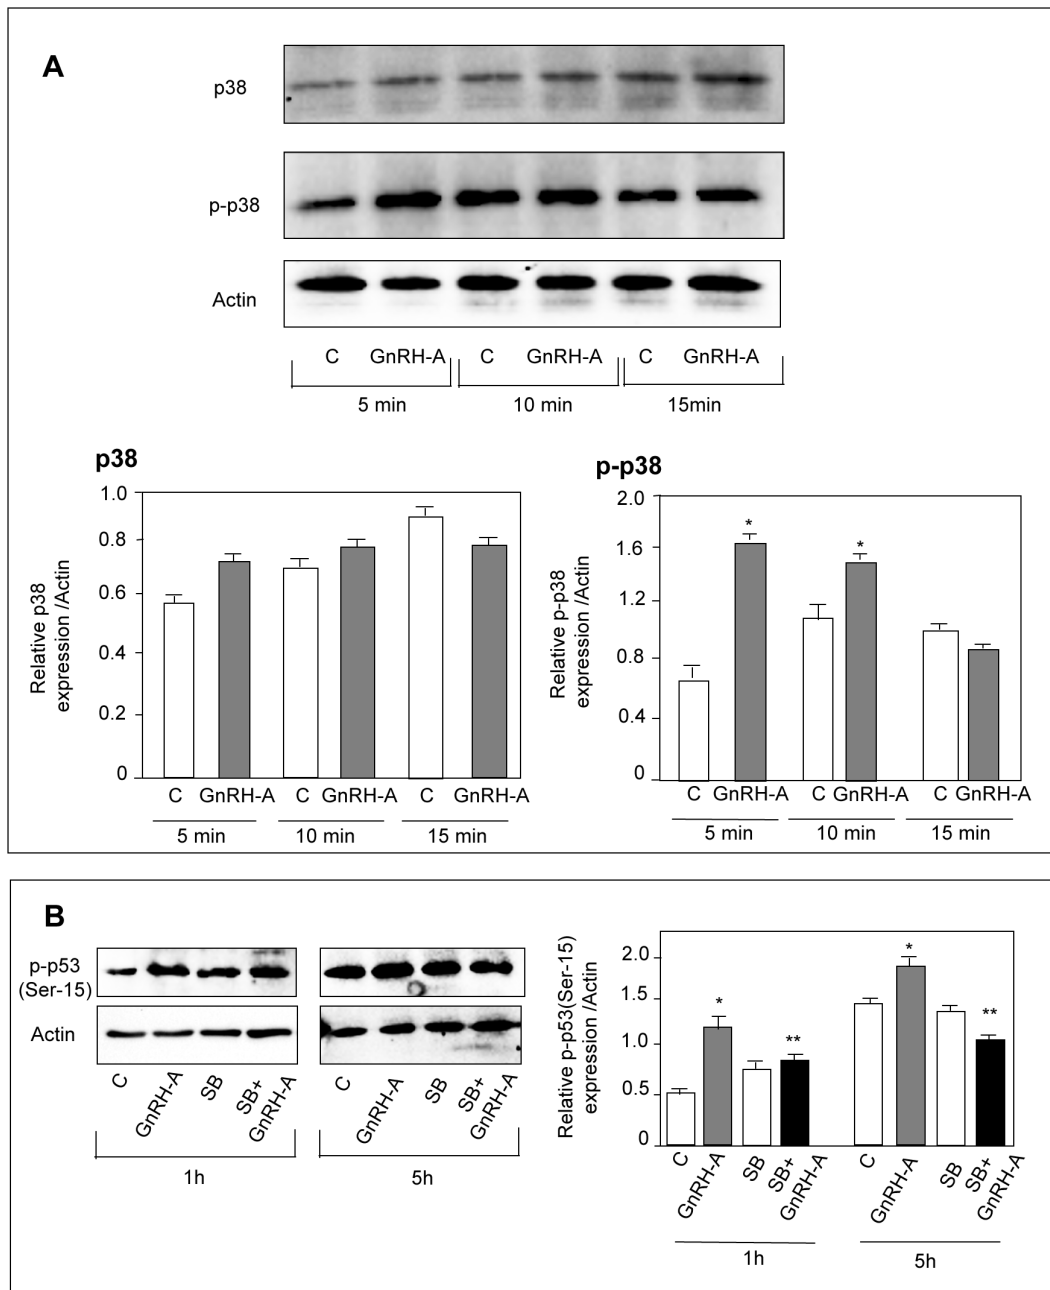 A
p38
p-p38
Actin
C GnRH-A C GnRH-A C GnRH-A
5 min 10 min 15min
p38
Relative p38
expression /Actin
1.0
0.8
0.6
0.4
0.2
0
C GnRH-A C GnRH-A C GnRH-A
5 min 10 min 15 min
p-p38
Relative p-p38
expression /Actin
2.0
1.6
1.2
0.8
0.4
0
* *
C GnRH-A C GnRH-A C GnRH-A
5 min 10 min 15 min
B
p-p53
(Ser-15)
Actin
C GnRH-A SB SB+
GnRH-A
C GnRH-A SB SB+
GnRH-A
1h 5h
Relative p-p53(Ser-15)
expression /Actin
2.0
1.5
1.0
0.5
0
* ** * **
C GnRH-A SB SB+
GnRH-A
C GnRH-A SB SB+
GnRH-A
1h 5h